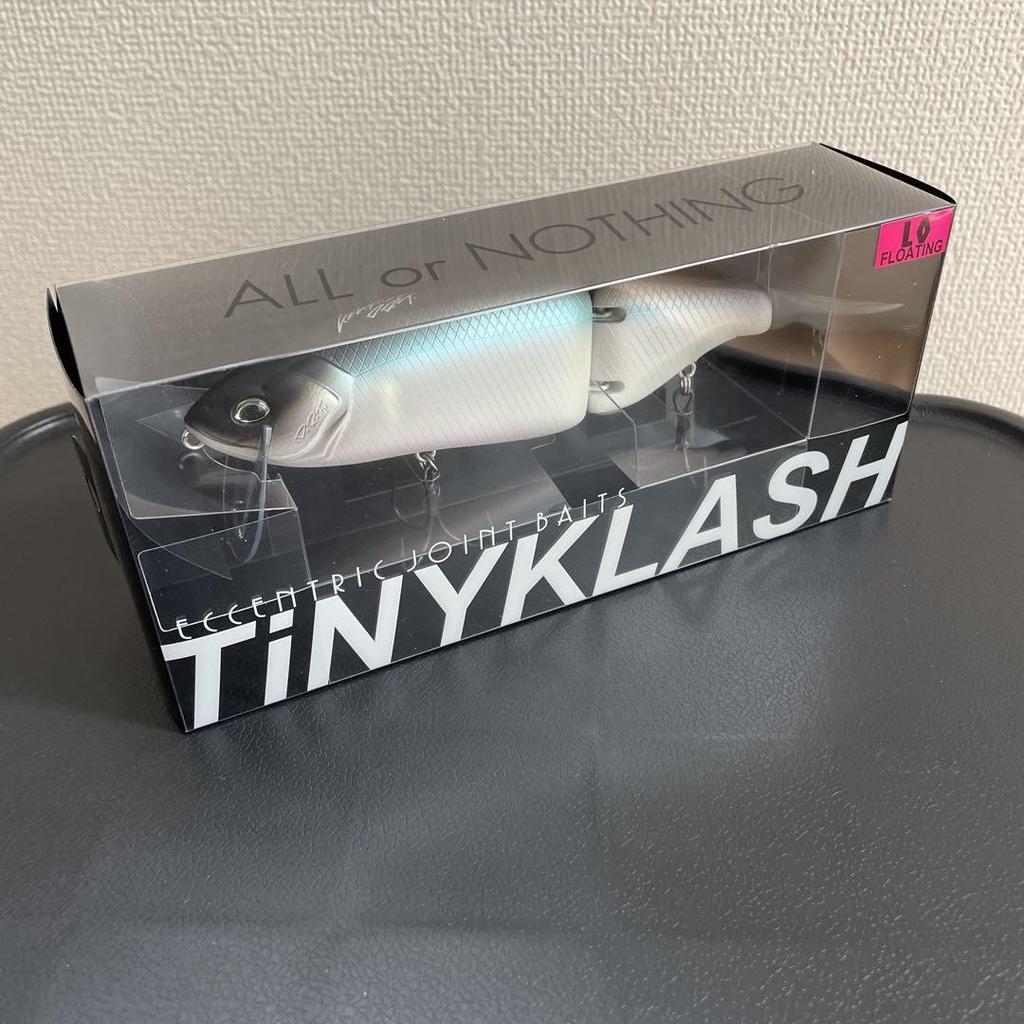 ALL or NOTHING
LO
FLOATING
ECCENTRIC JOINT BAITS
TiNYKLASH